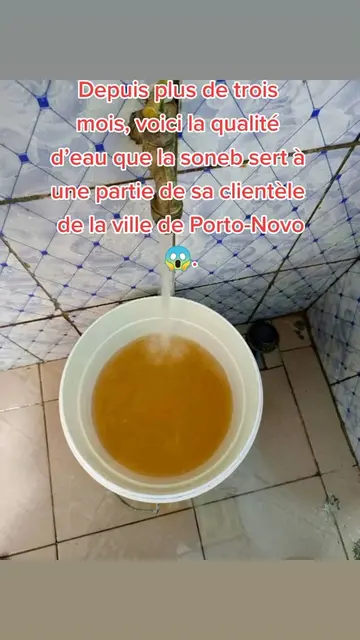 Depuis plus de trois
mois, voici la qualité
d'eau que la soneb sert à
une partie de sa clientèle
de la ville de Porto-Novo
😱